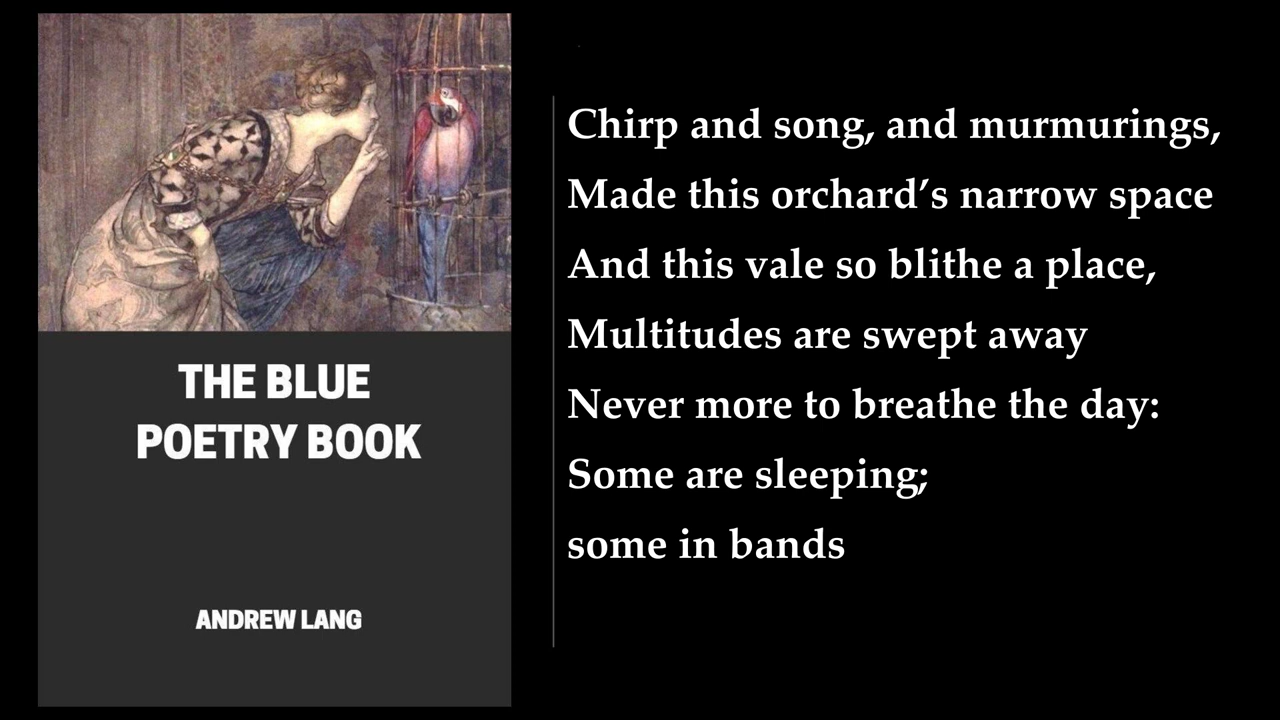 THE BLUE
POETRY BOOK
ANDREW LANG
Chirp and song, and murmurings,
Made this orchard’s narrow space
And this vale so blithe a place,
Multitudes are swept away
Never more to breathe the day:
Some are sleeping;
some in bands